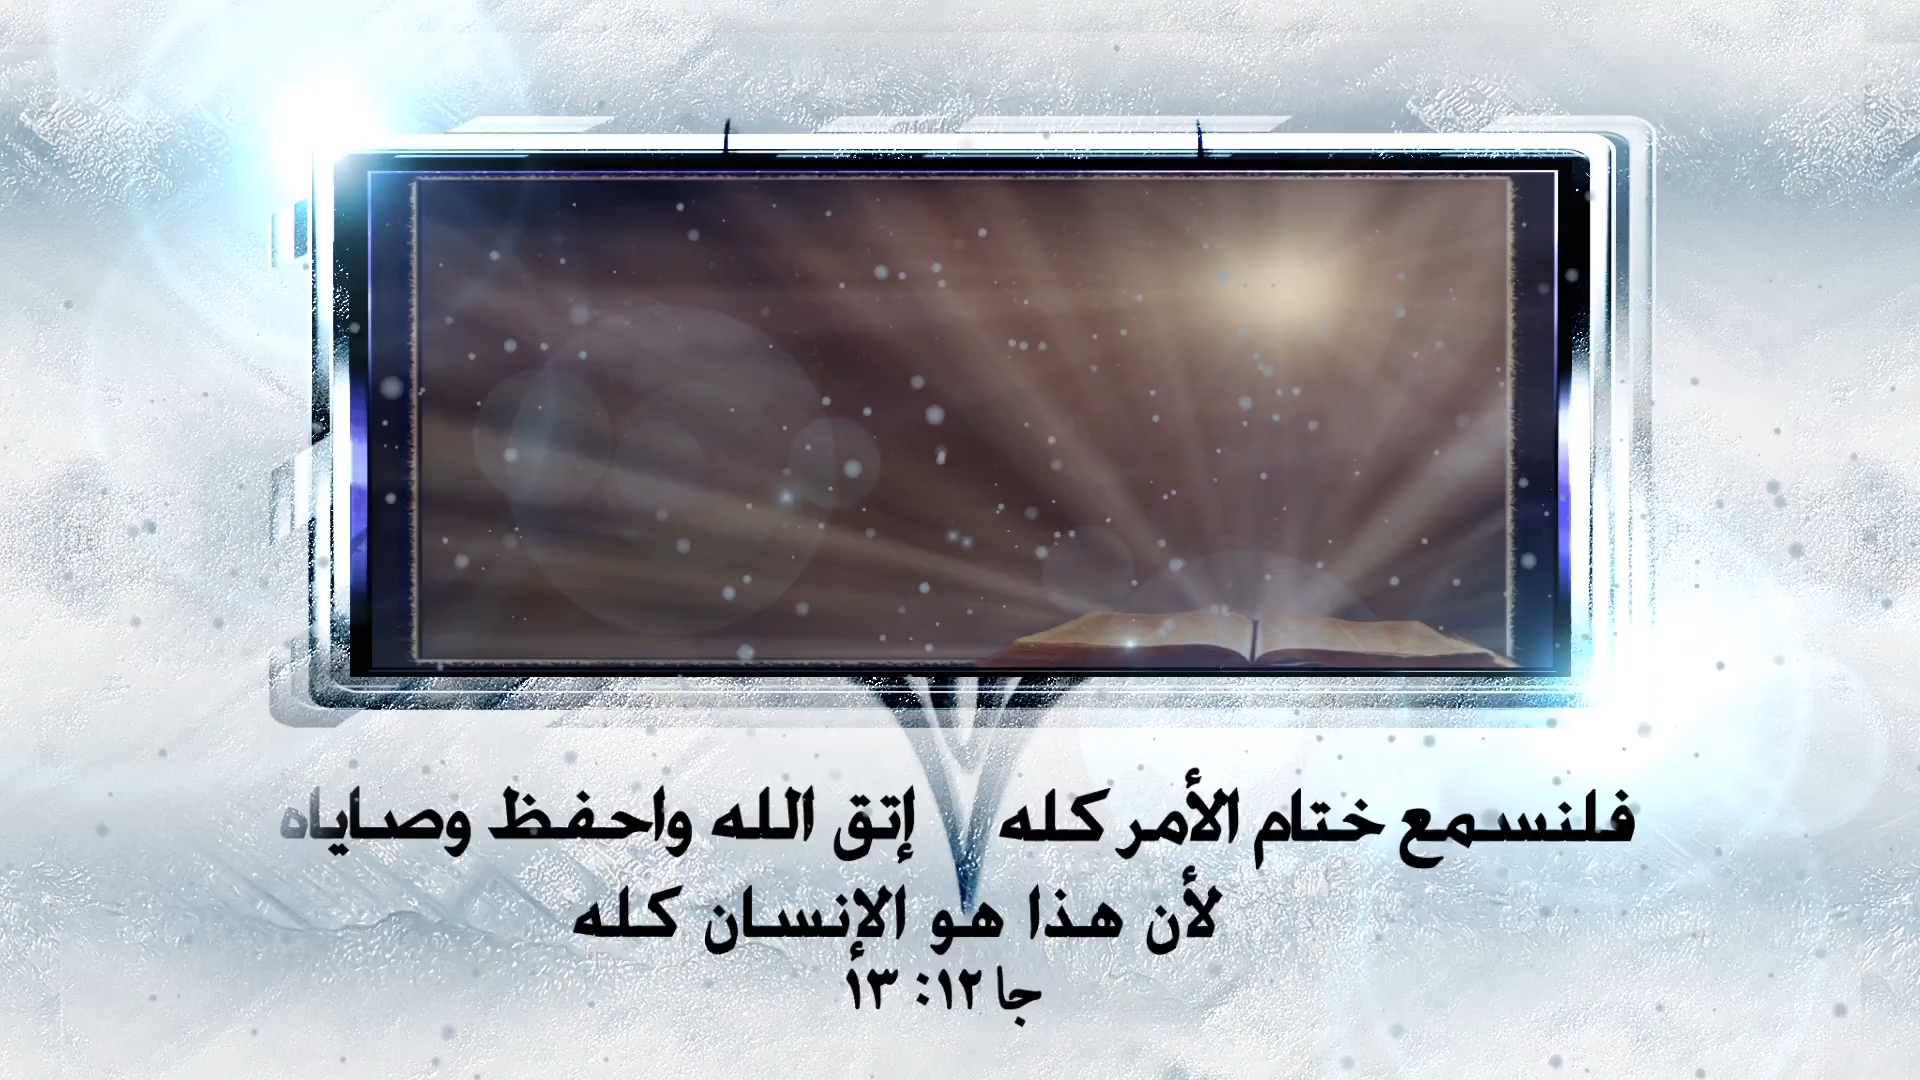 فلنسمع ختام الأمر كله إتق الله واحفظ وصاياه
لأن هذا هو الإنسان كله
جا ١٢: ١٣